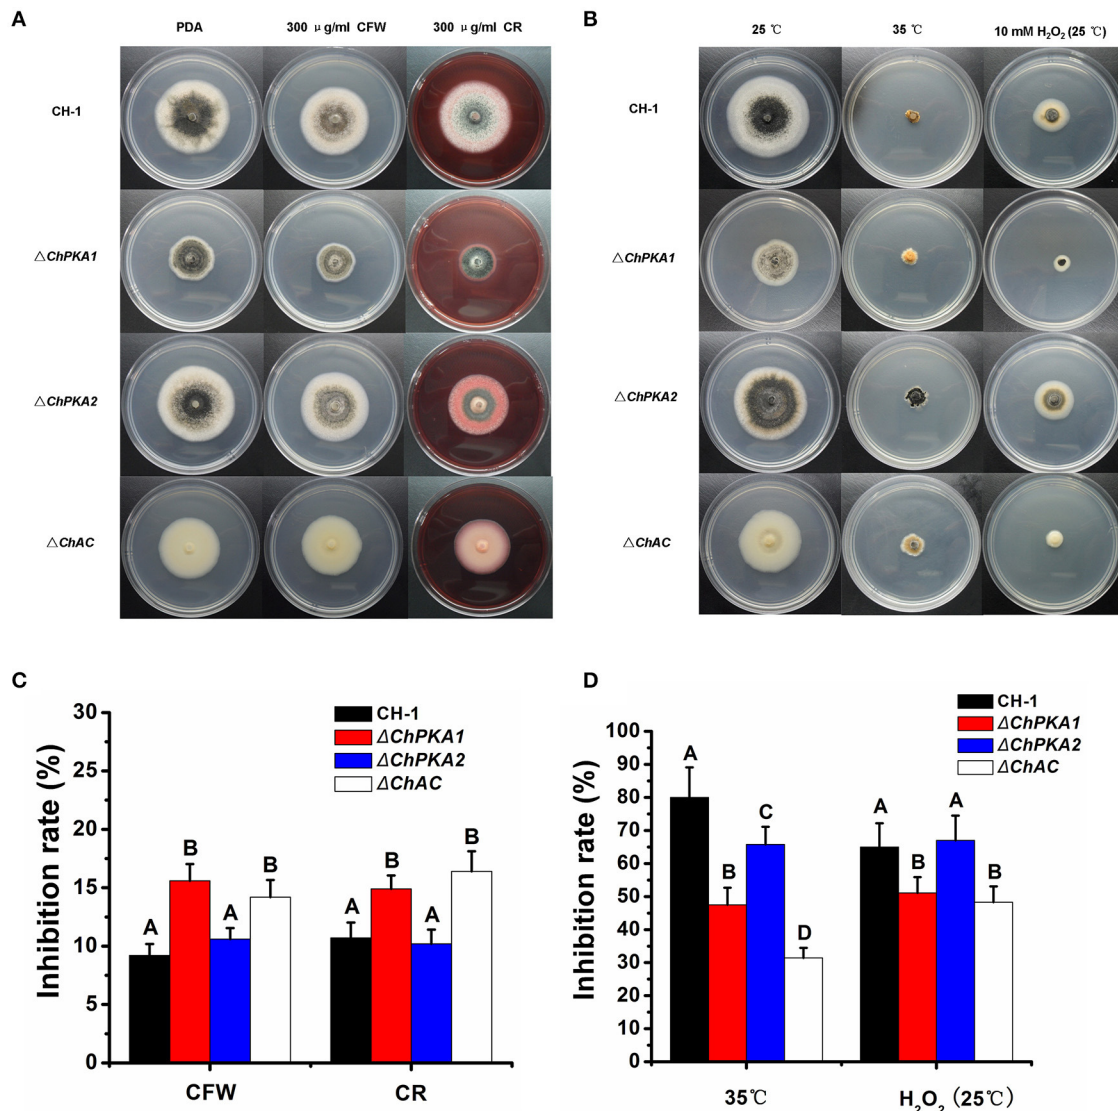 A
PDA 300 μg/ml CFW 300 μg/ml CR
CH-1
△ChPKA1
△ChPKA2
△ChAC
B
25 ℃ 35 ℃ 10 mM H₂O₂ (25 ℃)
CH-1
△ChPKA1
△ChPKA2
△ChAC
C
Inhibition rate (%)
30
25
20
15
10
5
0
CH-1
ΔChPKA1
ΔChPKA2
ΔChAC
A B A B A B A B
CFW CR
D
Inhibition rate (%)
100
90
80
70
60
50
40
30
20
10
0
CH-1
ΔChPKA1
ΔChPKA2
ΔChAC
A B C D A B A B
35℃ H₂O₂ (25℃)